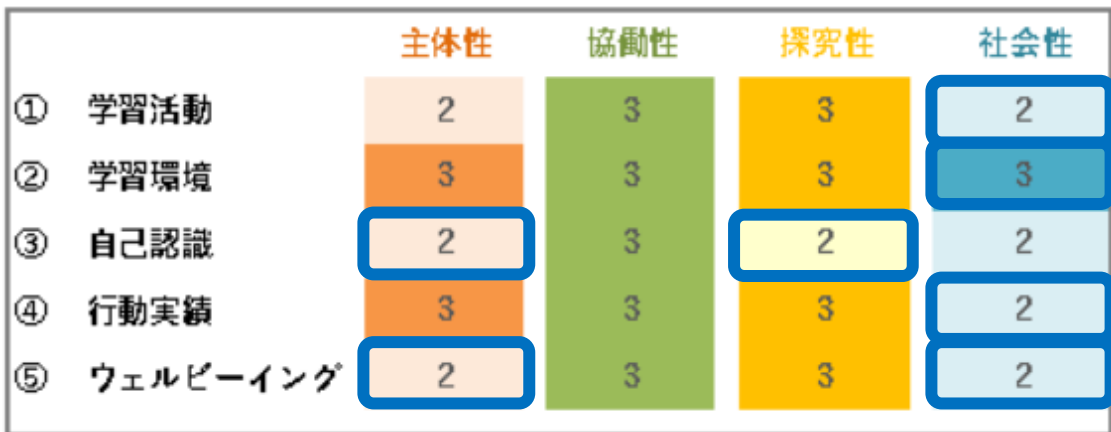 主体性 協働性 探究性 社会性
① 学習活動 2 3 3 2
② 学習環境 3 3 3 3
③ 自己認識 2 3 2 2
④ 行動実績 3 3 3 2
⑤ ウェルビーイング 2 3 3 2